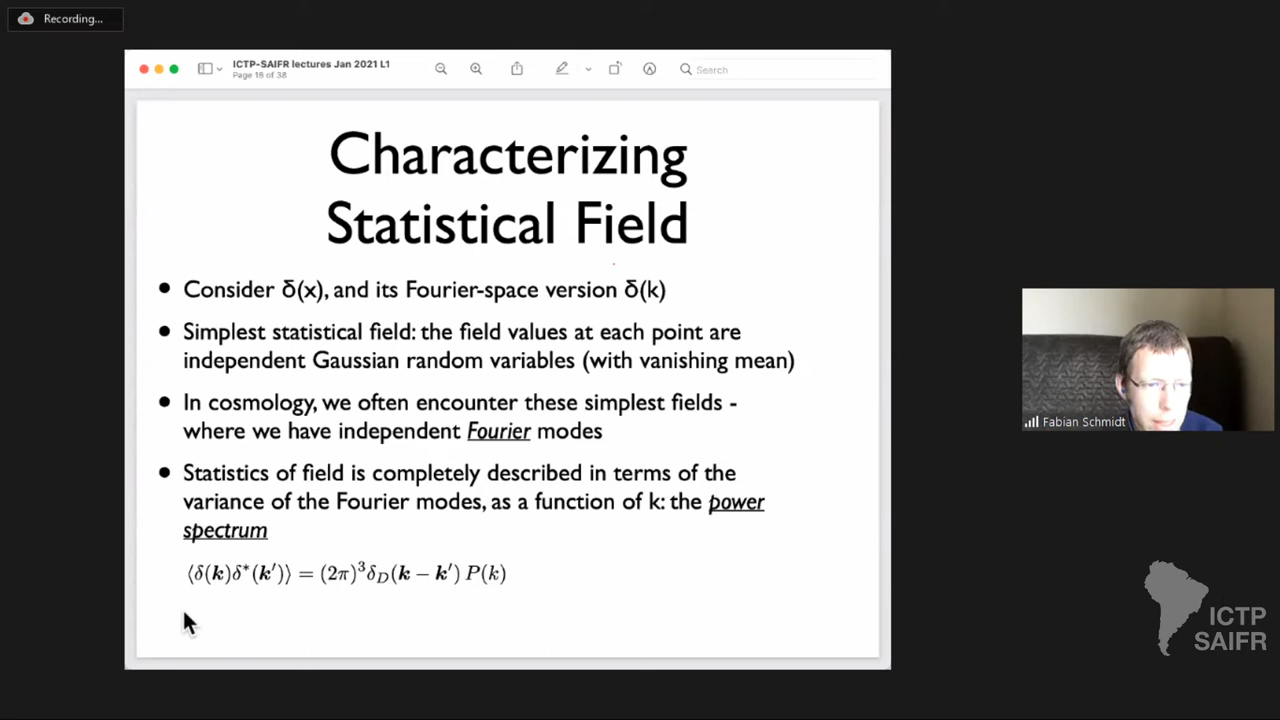 Recording...
ICTP-SAIFR lectures Jan 2021 L1
Page 18 of 38
Search
Characterizing
Statistical Field
• Consider δ(x), and its Fourier-space version δ(k)
• Simplest statistical field: the field values at each point are
independent Gaussian random variables (with vanishing mean)
• In cosmology, we often encounter these simplest fields -
where we have independent Fourier modes
• Statistics of field is completely described in terms of the
variance of the Fourier modes, as a function of k: the power
spectrum
⟨δ(k)δ*(k′)⟩ = (2π)³δ_D(k − k′) P(k)
Fabian Schmidt
ICTP
SAIFR